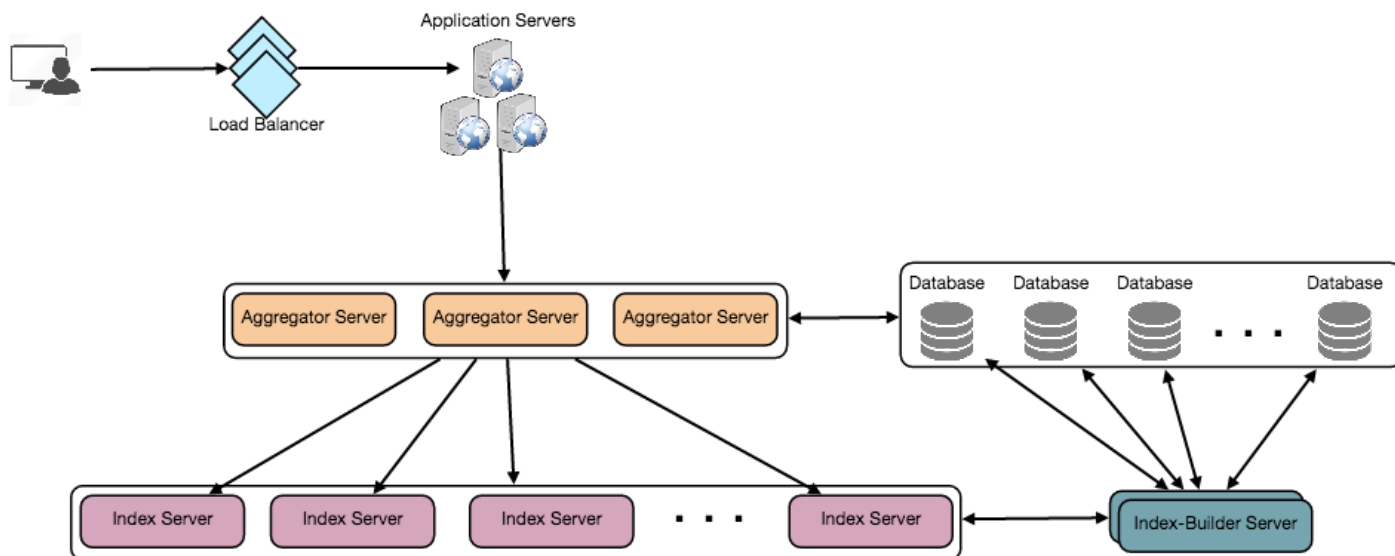 Application Servers
Load Balancer
Database
Database
Database
Database
Aggregator Server
Aggregator Server
Aggregator Server
. . .
Index Server
Index Server
Index Server
. . .
Index Server
Index-Builder Server